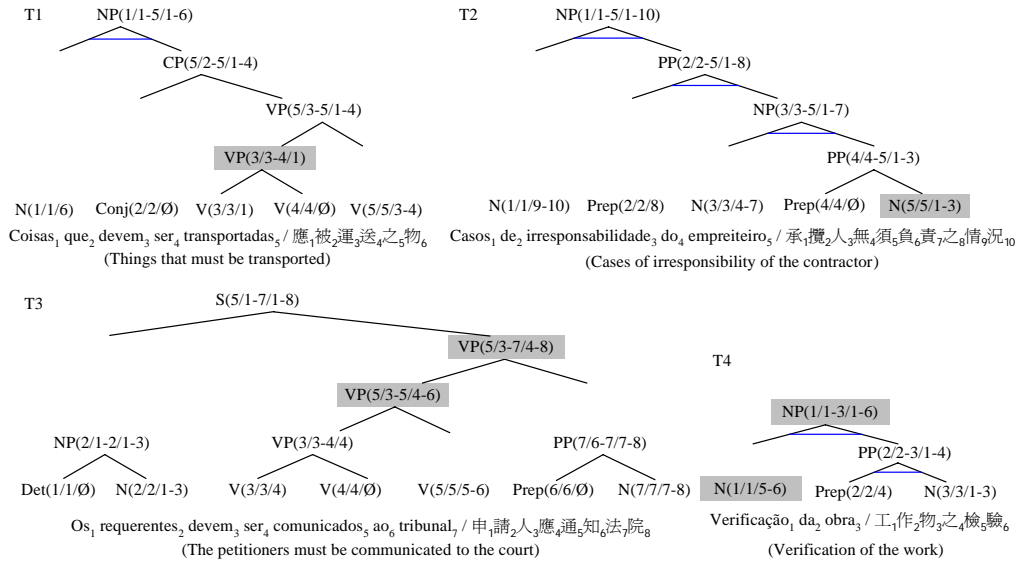 T1
NP(1/1-5/1-6)
CP(5/2-5/1-4)
VP(5/3-5/1-4)
VP(3/3-4/1)
N(1/1/6) Conj(2/2/Ø) V(3/3/1) V(4/4/Ø) V(5/5/3-4)
Coisas₁ que₂ devem₃ ser₄ transportadas₅ / 應₁被₂運₃送₄之₅物₆
(Things that must be transported)
T2
NP(1/1-5/1-10)
PP(2/2-5/1-8)
NP(3/3-5/1-7)
PP(4/4-5/1-3)
N(1/1/9-10) Prep(2/2/8) N(3/3/4-7) Prep(4/4/Ø) N(5/5/1-3)
Casos₁ de₂ irresponsabilidade₃ do₄ empreiteiro₅ / 承₁攬₂人₃無₄須₅負₆責₇之₈情₉況₁₀
(Cases of irresponsibility of the contractor)
T3
S(5/1-7/1-8)
VP(5/3-7/4-8)
VP(5/3-5/4-6)
NP(2/1-2/1-3) VP(3/3-4/4) PP(7/6-7/7-8)
Det(1/1/Ø) N(2/2/1-3) V(3/3/4) V(4/4/Ø) V(5/5/5-6) Prep(6/6/Ø) N(7/7/7-8)
Os₁ requerentes₂ devem₃ ser₄ comunicados₅ ao₆ tribunal₇ / 申₁請₂人₃應₄通₅知₆法₇院₈
(The petitioners must be communicated to the court)
T4
NP(1/1-3/1-6)
PP(2/2-3/1-4)
N(1/1/5-6) Prep(2/2/4) N(3/3/1-3)
Verificação₁ da₂ obra₃ / 工₁作₂物₃之₄檢₅驗₆
(Verification of the work)